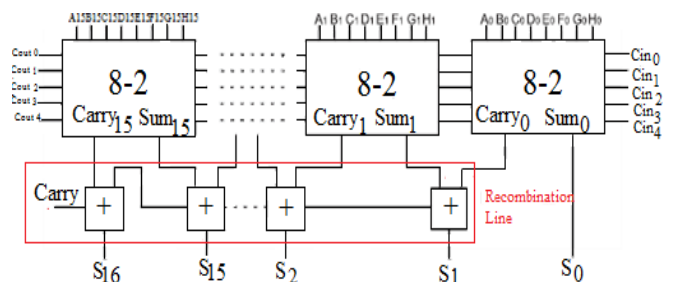 A15B15C15D15E15F15G15H15
A1 B1 C1 D1 E1 F1 G1 H1
A0 B0 C0 D0 E0 F0 G0 H0
Cout 0
Cout 1
Cout 2
Cout 3
Cout 4
8-2
Carry15 Sum15
8-2
Carry1 Sum1
8-2
Carry0 Sum0
Cin0
Cin1
Cin2
Cin3
Cin4
Carry
+
+
+
+
Recombination
Line
S16
S15
S2
S1
S0